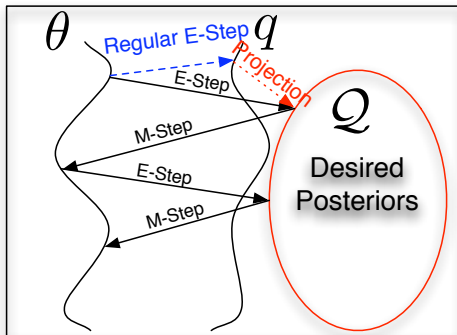 θ
Regular E-Step
q
Projection
E-Step
Q
M-Step
Desired
Posteriors
E-Step
M-Step